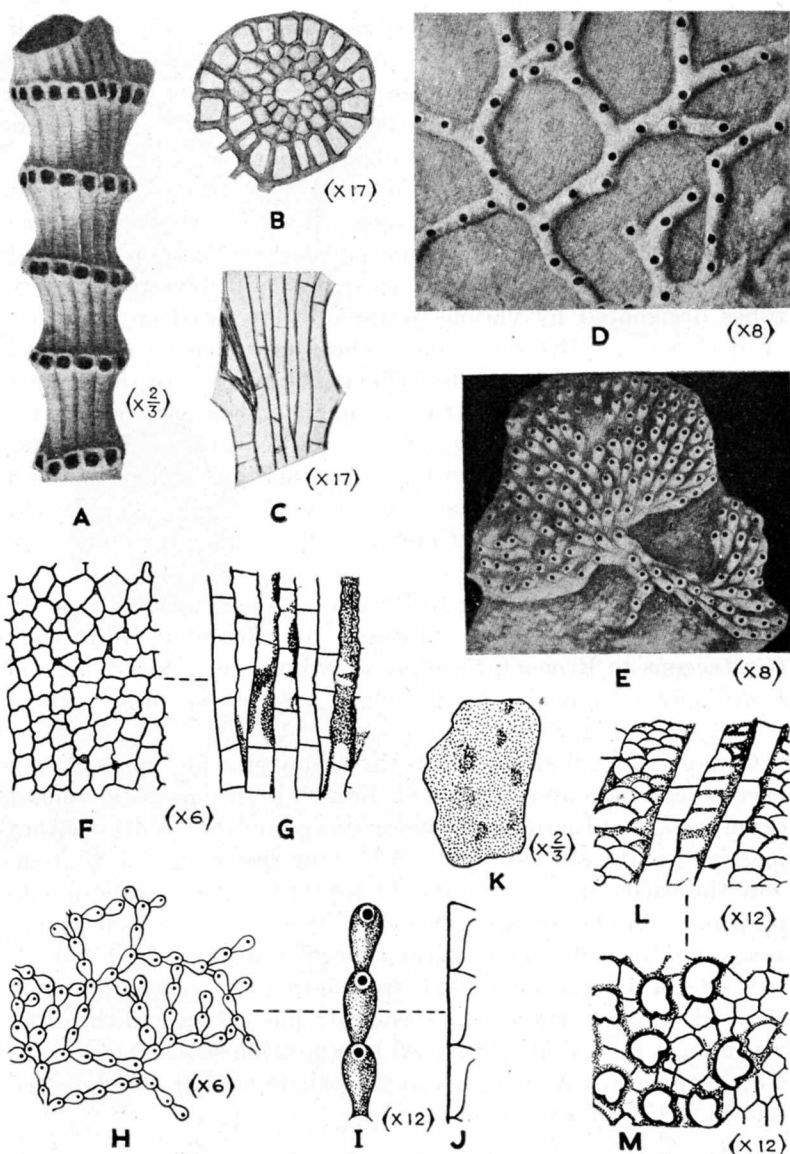 (×17)
B
(×8)
D
(×2/3)
A
(×17)
C
(×8)
E
F
(×6)
G
(×2/3)
K
L
(×12)
(×6)
H
I
(×12)
J
M
(×12)